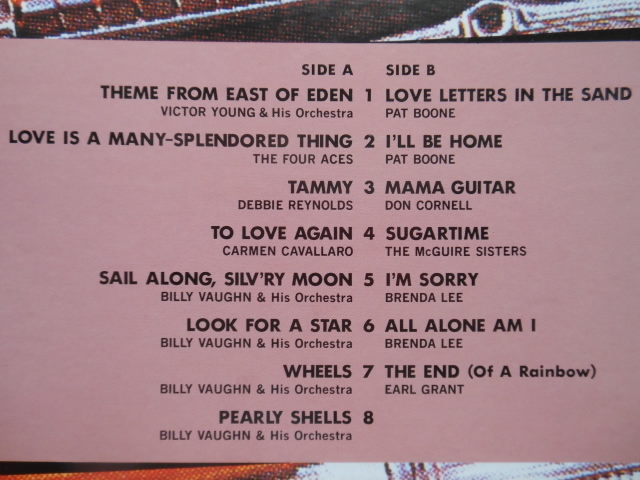 SIDE A SIDE B
THEME FROM EAST OF EDEN 1 LOVE LETTERS IN THE SAND
VICTOR YOUNG & His Orchestra PAT BOONE
LOVE IS A MANY-SPLENDORED THING 2 I'LL BE HOME
THE FOUR ACES PAT BOONE
TAMMY 3 MAMA GUITAR
DEBBIE REYNOLDS DON CORNELL
TO LOVE AGAIN 4 SUGARTIME
CARMEN CAVALLARO THE McGUIRE SISTERS
SAIL ALONG, SILV'RY MOON 5 I'M SORRY
BILLY VAUGHN & His Orchestra BRENDA LEE
LOOK FOR A STAR 6 ALL ALONE AM I
BILLY VAUGHN & His Orchestra BRENDA LEE
WHEELS 7 THE END (Of A Rainbow)
BILLY VAUGHN & His Orchestra EARL GRANT
PEARLY SHELLS 8
BILLY VAUGHN & His Orchestra